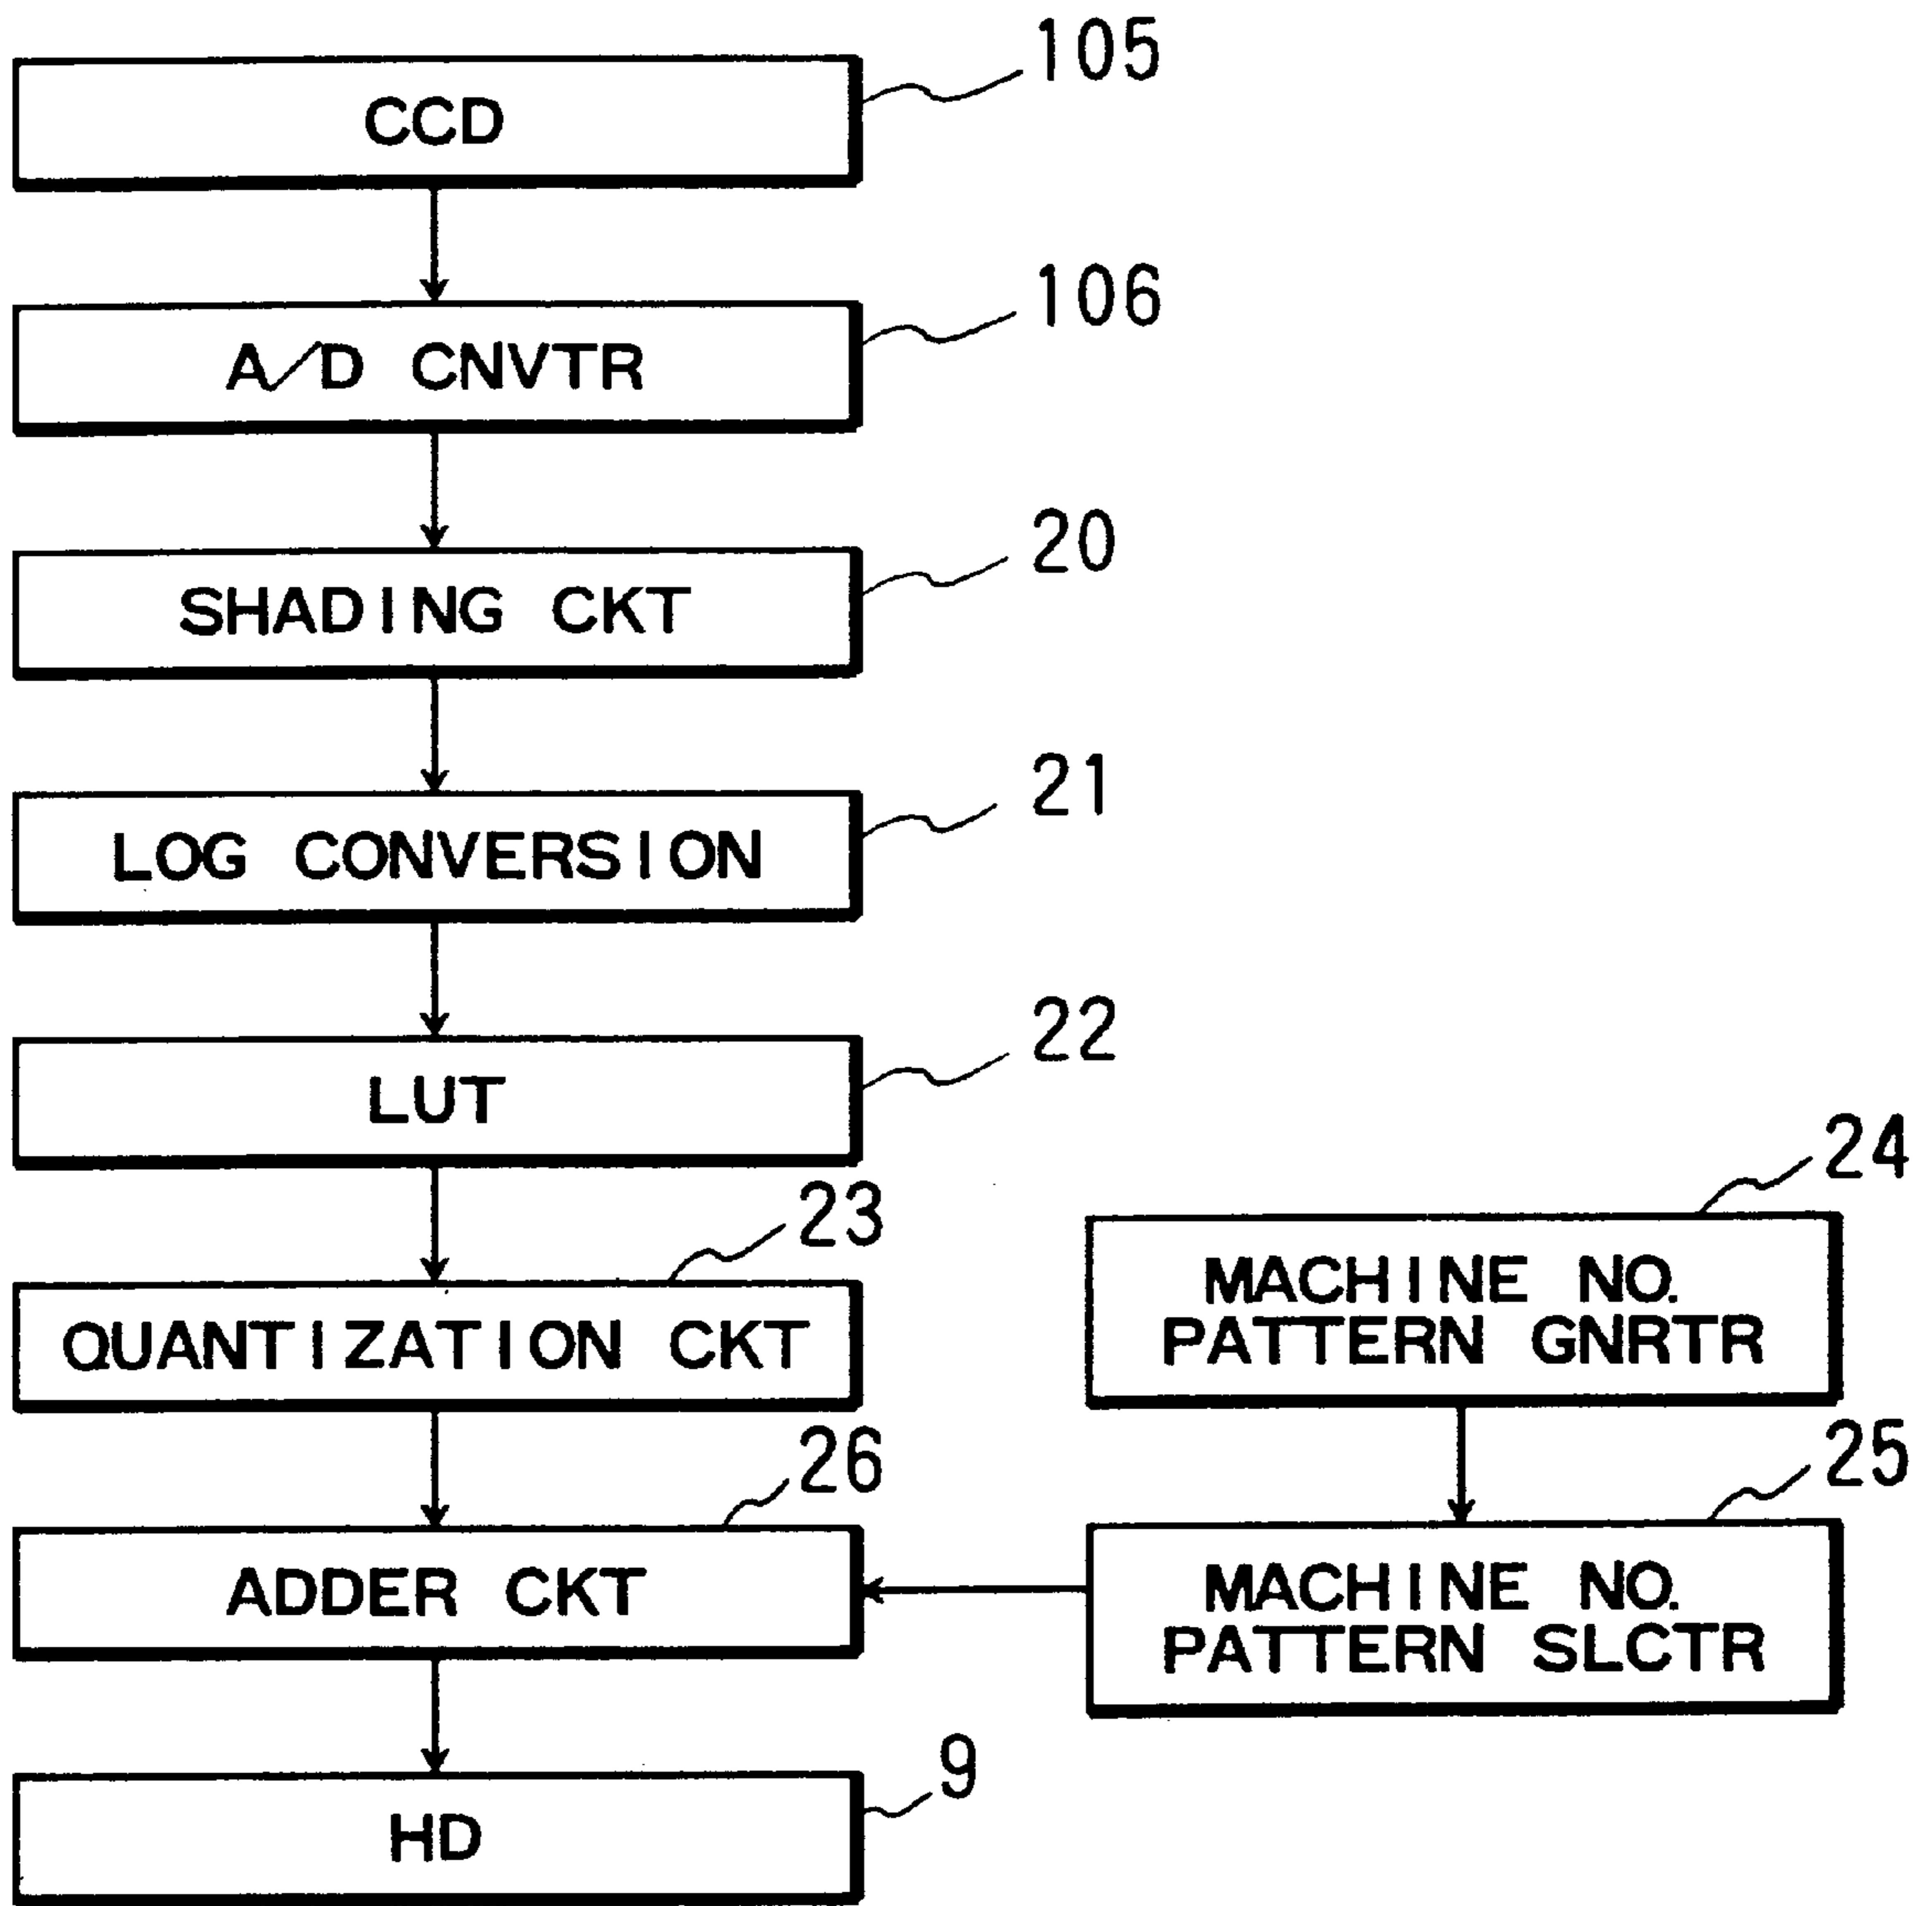 105
CCD
106
A/D CNVTR
20
SHADING CKT
21
LOG CONVERSION
22
LUT
23
QUANTIZATION CKT
24
MACHINE NO.
PATTERN GNRTR
26
ADDER CKT
25
MACHINE NO.
PATTERN SLCTR
9
HD